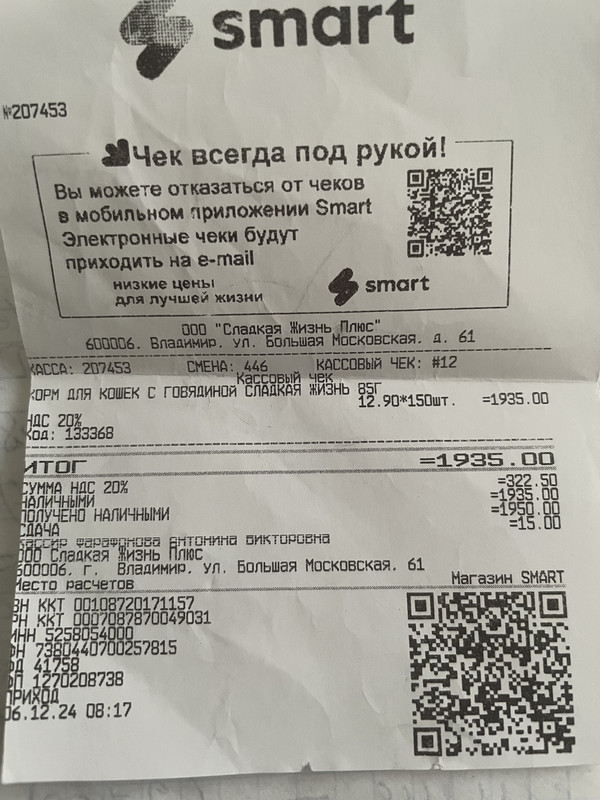 smart
№207453
Чек всегда под рукой!
Вы можете отказаться от чеков
в мобильном приложении Smart
Электронные чеки будут
приходить на e-mail
низкие цены
для лучшей жизни
smart
ООО "Сладкая Жизнь Плюс"
600006, Владимир, ул. Большая Московская, д. 61
КАССА: 207453 СМЕНА: 446 КАССОВЫЙ ЧЕК: #12
Кассовый чек
КОРМ ДЛЯ КОШЕК С ГОВЯДИНОЙ СЛАДКАЯ ЖИЗНЬ 85Г
12.90*150шт. =1935.00
НДС 20%
Код: 133368
ИТОГ =1935.00
СУММА НДС 20% =322.50
НАЛИЧНЫМИ =1935.00
ПОЛУЧЕНО НАЛИЧНЫМИ =1950.00
СДАЧА =15.00
Кассир Фарафонова Антонина Викторовна
ООО Сладкая Жизнь Плюс
600006, г. Владимир, ул. Большая Московская, 61
Место расчетов Магазин SMART
ЗН ККТ 00108720171157
РН ККТ 0007087870049031
ИНН 5258054000
ФН 7380440700257815
ФД 41758
ФП 1270208738
ПРИХОД
06.12.24 08:17